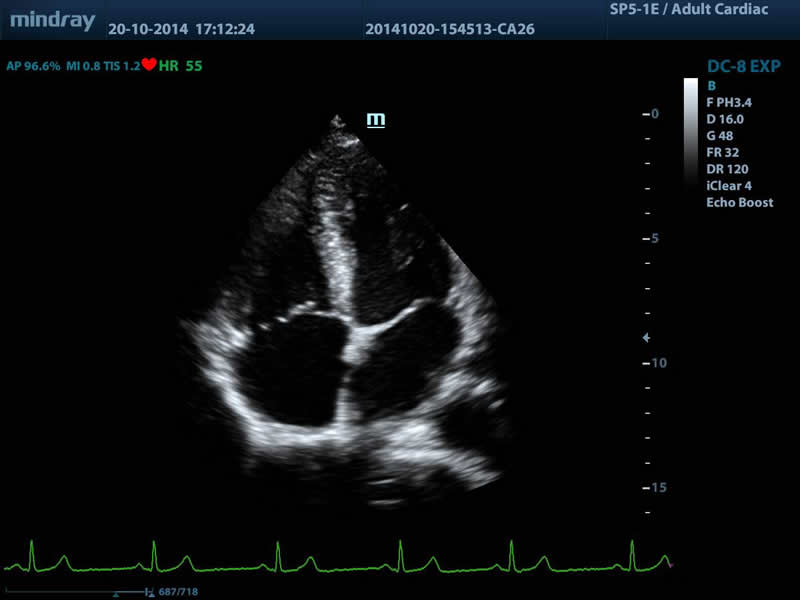 mindray
20-10-2014 17:12:24
20141020-154513-CA26
SP5-1E / Adult Cardiac
AP 96.6% MI 0.8 TIS 1.2 HR 55
DC-8 EXP
B
F PH3.4
D 16.0
G 48
FR 32
DR 120
iClear 4
Echo Boost
m
0
5
10
15
687/718